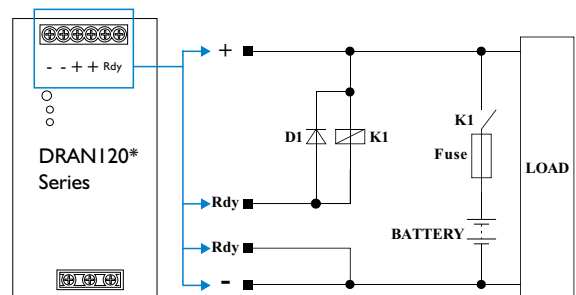 - - + + Rdy
DRAN120*
Series
+
D1
K1
K1
Fuse
LOAD
Rdy
Rdy
BATTERY
-